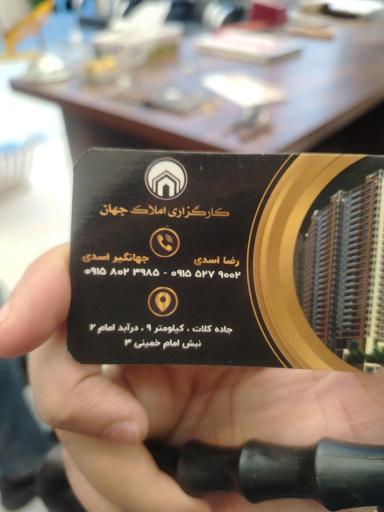 کارگزاری املاک جهان
رضا اسدی جهانگیر اسدی
۰۹۱۵ ۵۲۷ ۹۰۰۲ - ۰۹۱۵ ۸۰۲ ۳۹۸۵
جاده کلات ، کیلومتر ۹ ، درآبد امام ۲
نبش امام خمینی ۳